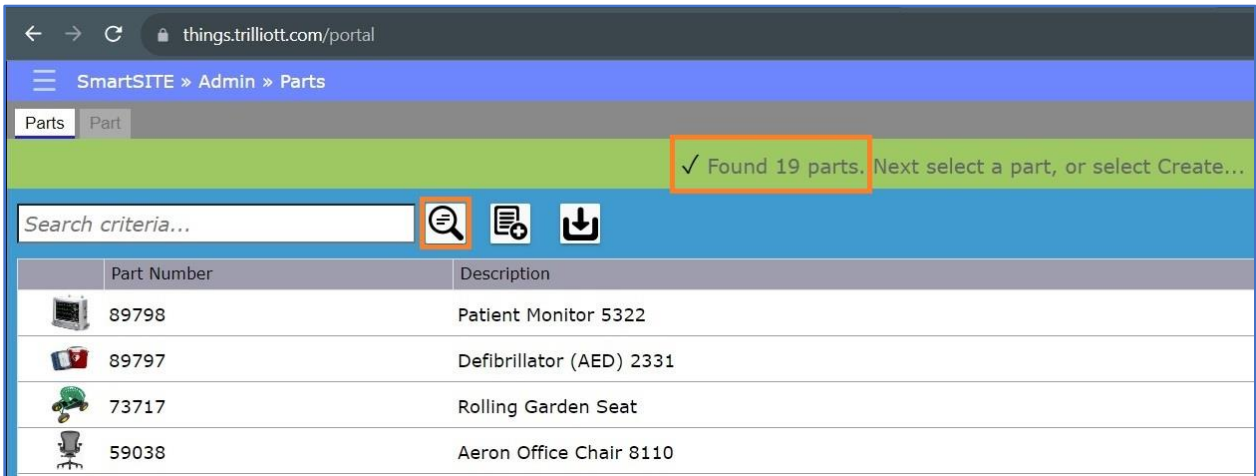 things.trilliott.com/portal
SmartSITE » Admin » Parts
Parts Part
✓ Found 19 parts. Next select a part, or select Create...
Search criteria...
Part Number Description
89798 Patient Monitor 5322
89797 Defibrillator (AED) 2331
73717 Rolling Garden Seat
59038 Aeron Office Chair 8110